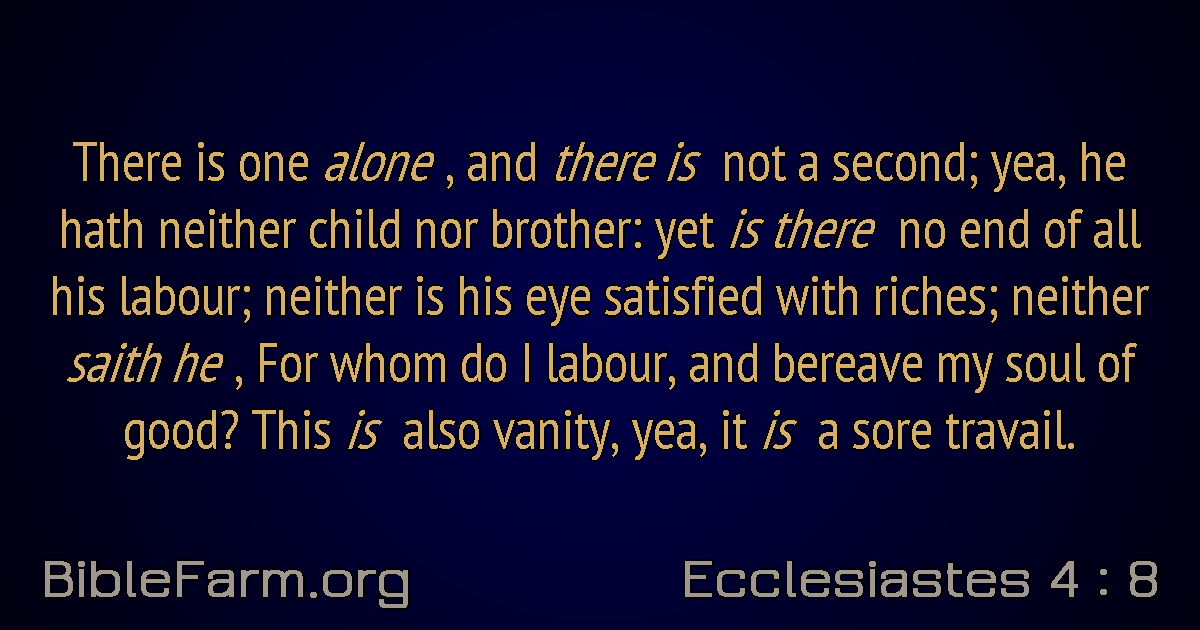 There is one alone , and there is not a second; yea, he
hath neither child nor brother: yet is there no end of all
his labour; neither is his eye satisfied with riches; neither
saith he , For whom do I labour, and bereave my soul of
good? This is also vanity, yea, it is a sore travail.
BibleFarm.org
Ecclesiastes 4 : 8